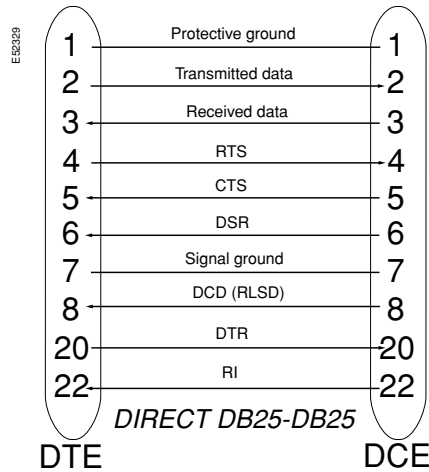 E52329
1 Protective ground 1
2 Transmitted data 2
3 Received data 3
4 RTS 4
5 CTS 5
6 DSR 6
7 Signal ground 7
8 DCD (RLSD) 8
20 DTR 20
22 RI 22
DIRECT DB25-DB25
DTE DCE